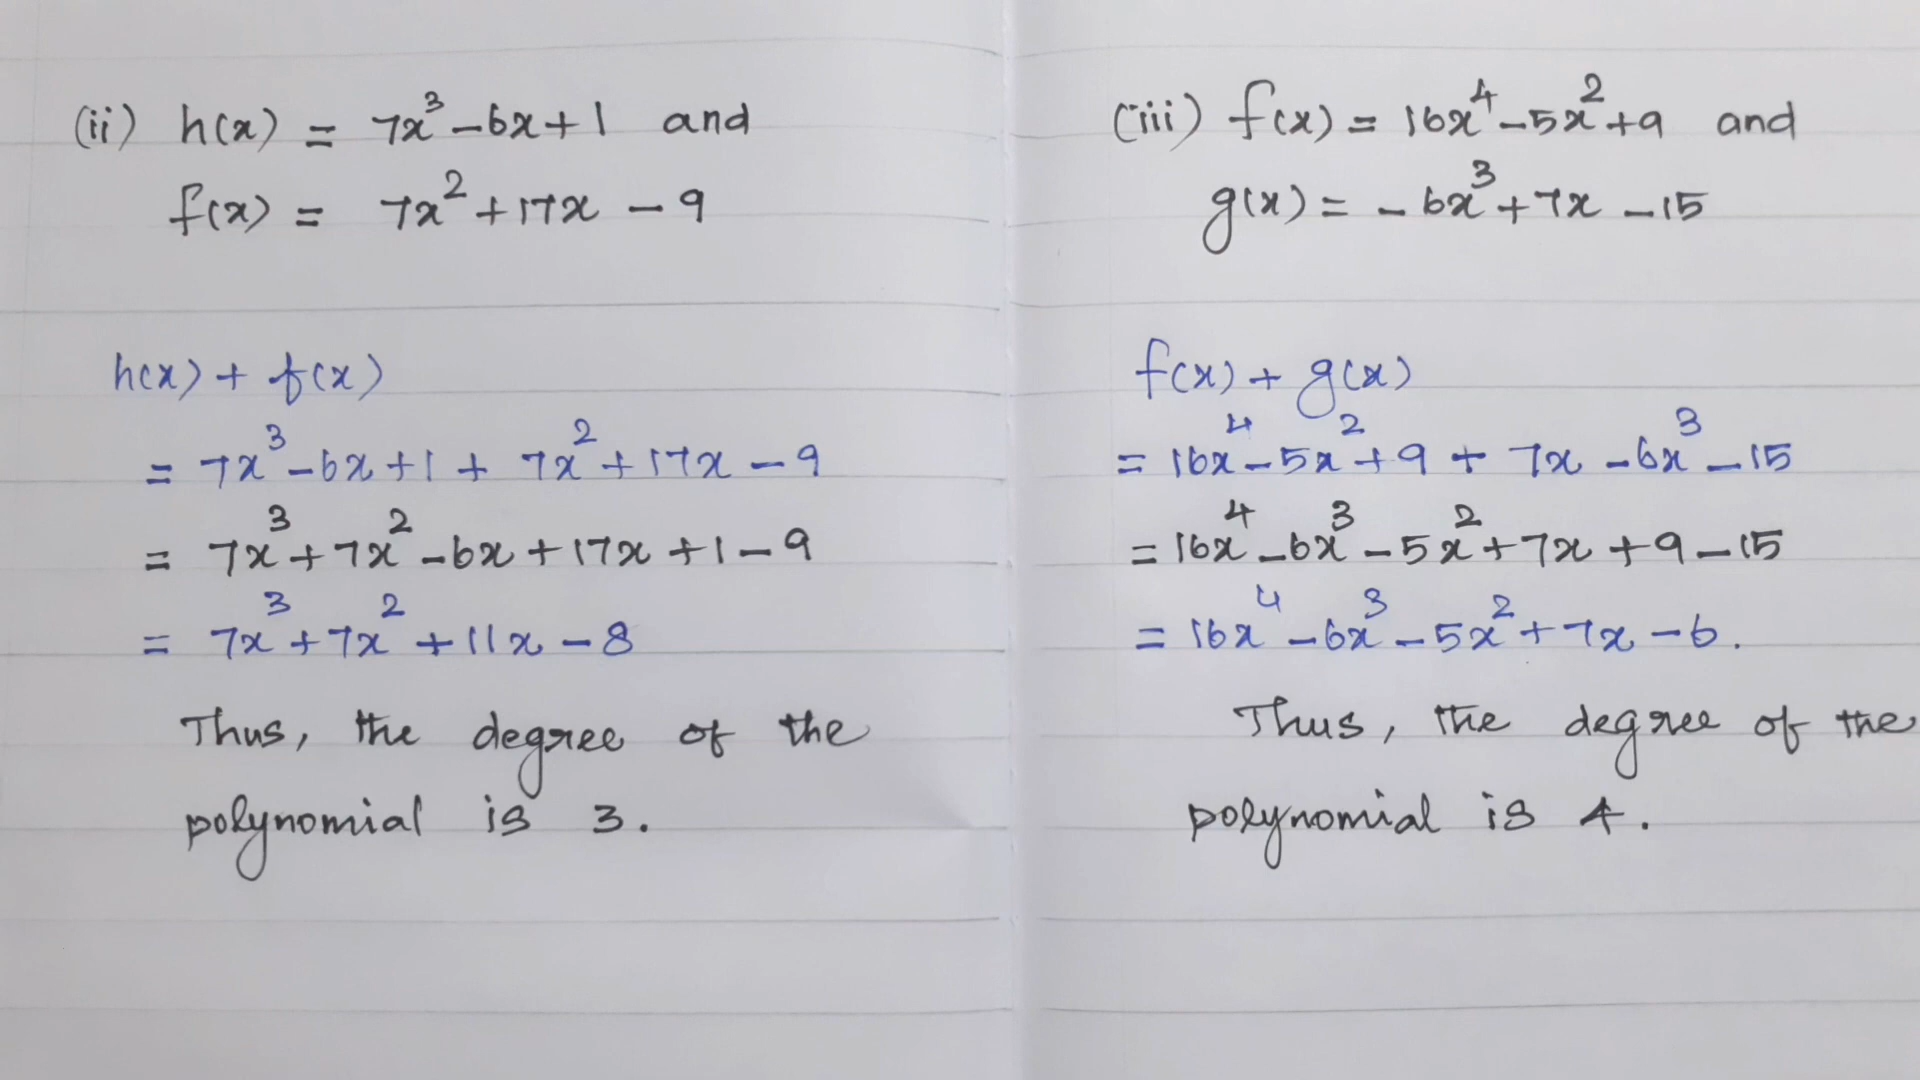 (ii) h(x) = 7x³ - 6x + 1 and
f(x) = 7x² + 17x - 9
h(x) + f(x)
= 7x³ - 6x + 1 + 7x² + 17x - 9
= 7x³ + 7x² - 6x + 17x + 1 - 9
= 7x³ + 7x² + 11x - 8
Thus, the degree of the
polynomial is 3.
(iii) f(x) = 16x⁴ - 5x² + 9 and
g(x) = - 6x³ + 7x - 15
f(x) + g(x)
= 16x⁴ - 5x² + 9 + 7x - 6x³ - 15
= 16x⁴ - 6x³ - 5x² + 7x + 9 - 15
= 16x⁴ - 6x³ - 5x² + 7x - 6.
Thus, the degree of the
polynomial is 4.